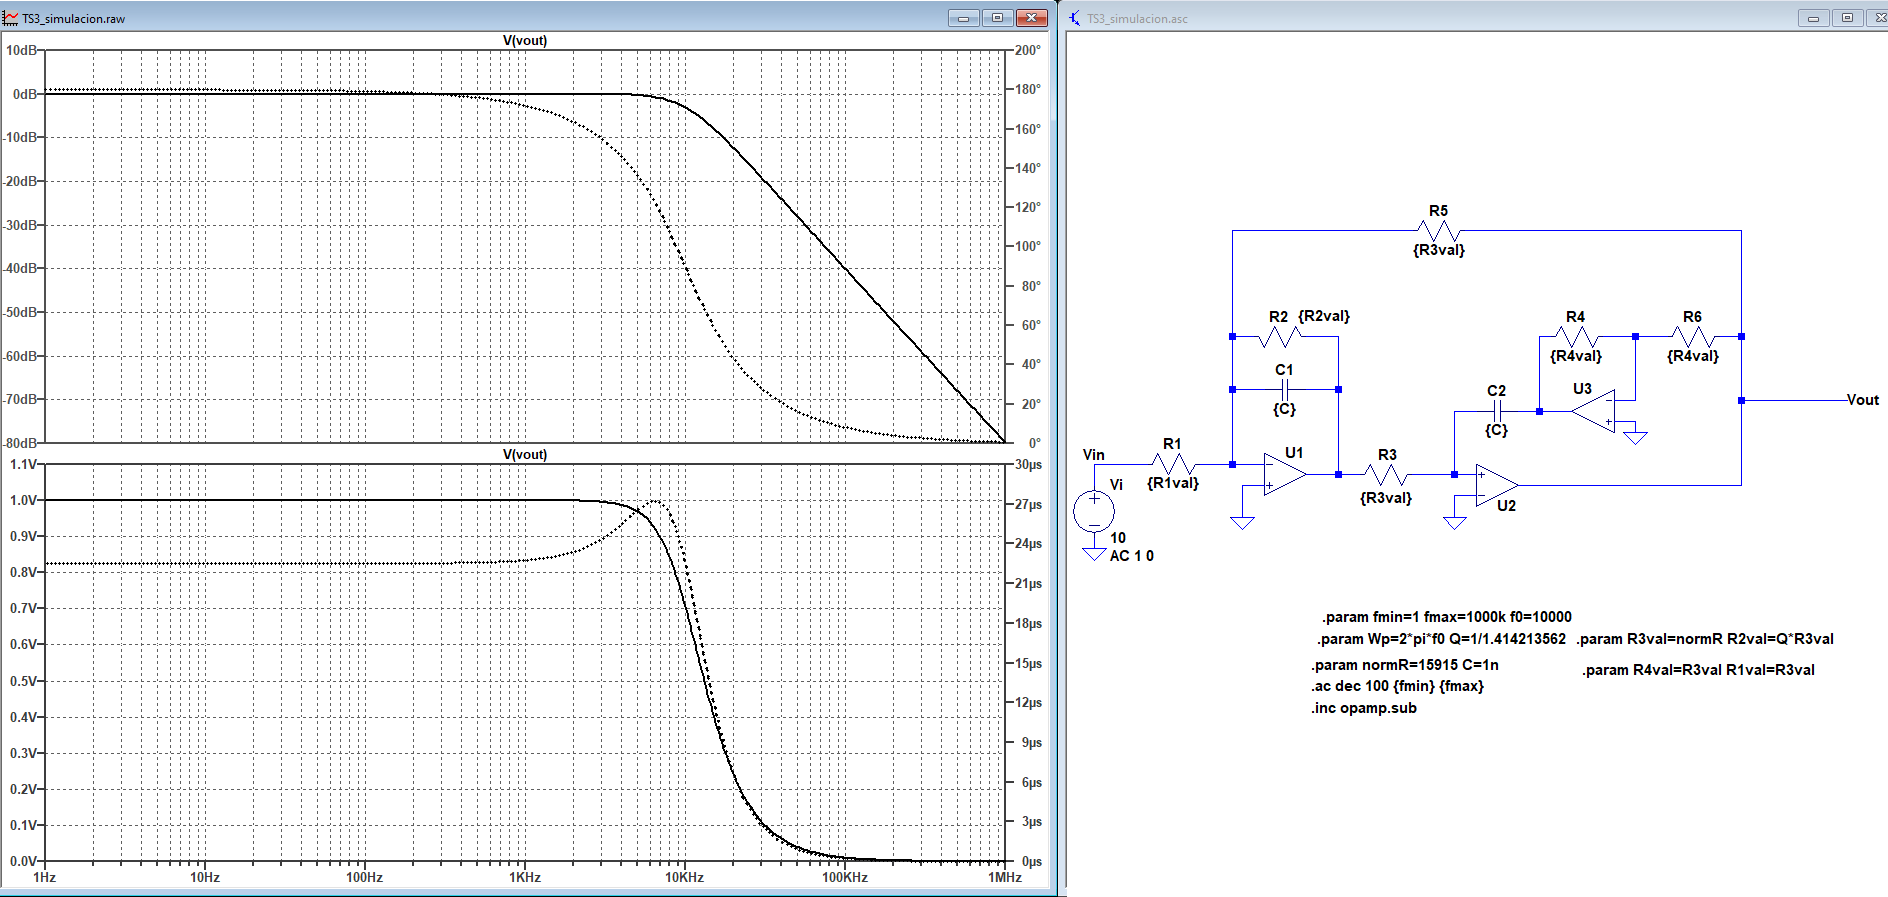 TS3_simulacion.raw
V(vout)
10dB
0dB
-10dB
-20dB
-30dB
-40dB
-50dB
-60dB
-70dB
-80dB
200°
180°
160°
140°
120°
100°
80°
60°
40°
20°
0°
V(vout)
1.1V
1.0V
0.9V
0.8V
0.7V
0.6V
0.5V
0.4V
0.3V
0.2V
0.1V
0.0V
30µs
27µs
24µs
21µs
18µs
15µs
12µs
9µs
6µs
3µs
0µs
1Hz 10Hz 100Hz 1KHz 10KHz 100KHz 1MHz
TS3_simulacion.asc
R5
{R3val}
R2 {R2val}
C1
{C}
R4
{R4val}
R6
{R4val}
U3
C2
{C}
Vout
Vin
R1
{R1val}
U1
R3
{R3val}
U2
Vi
10
AC 1 0
.param fmin=1 fmax=1000k f0=10000
.param Wp=2*pi*f0 Q=1/1.414213562 .param R3val=normR R2val=Q*R3val
.param normR=15915 C=1n
.param R4val=R3val R1val=R3val
.ac dec 100 {fmin} {fmax}
.inc opamp.sub